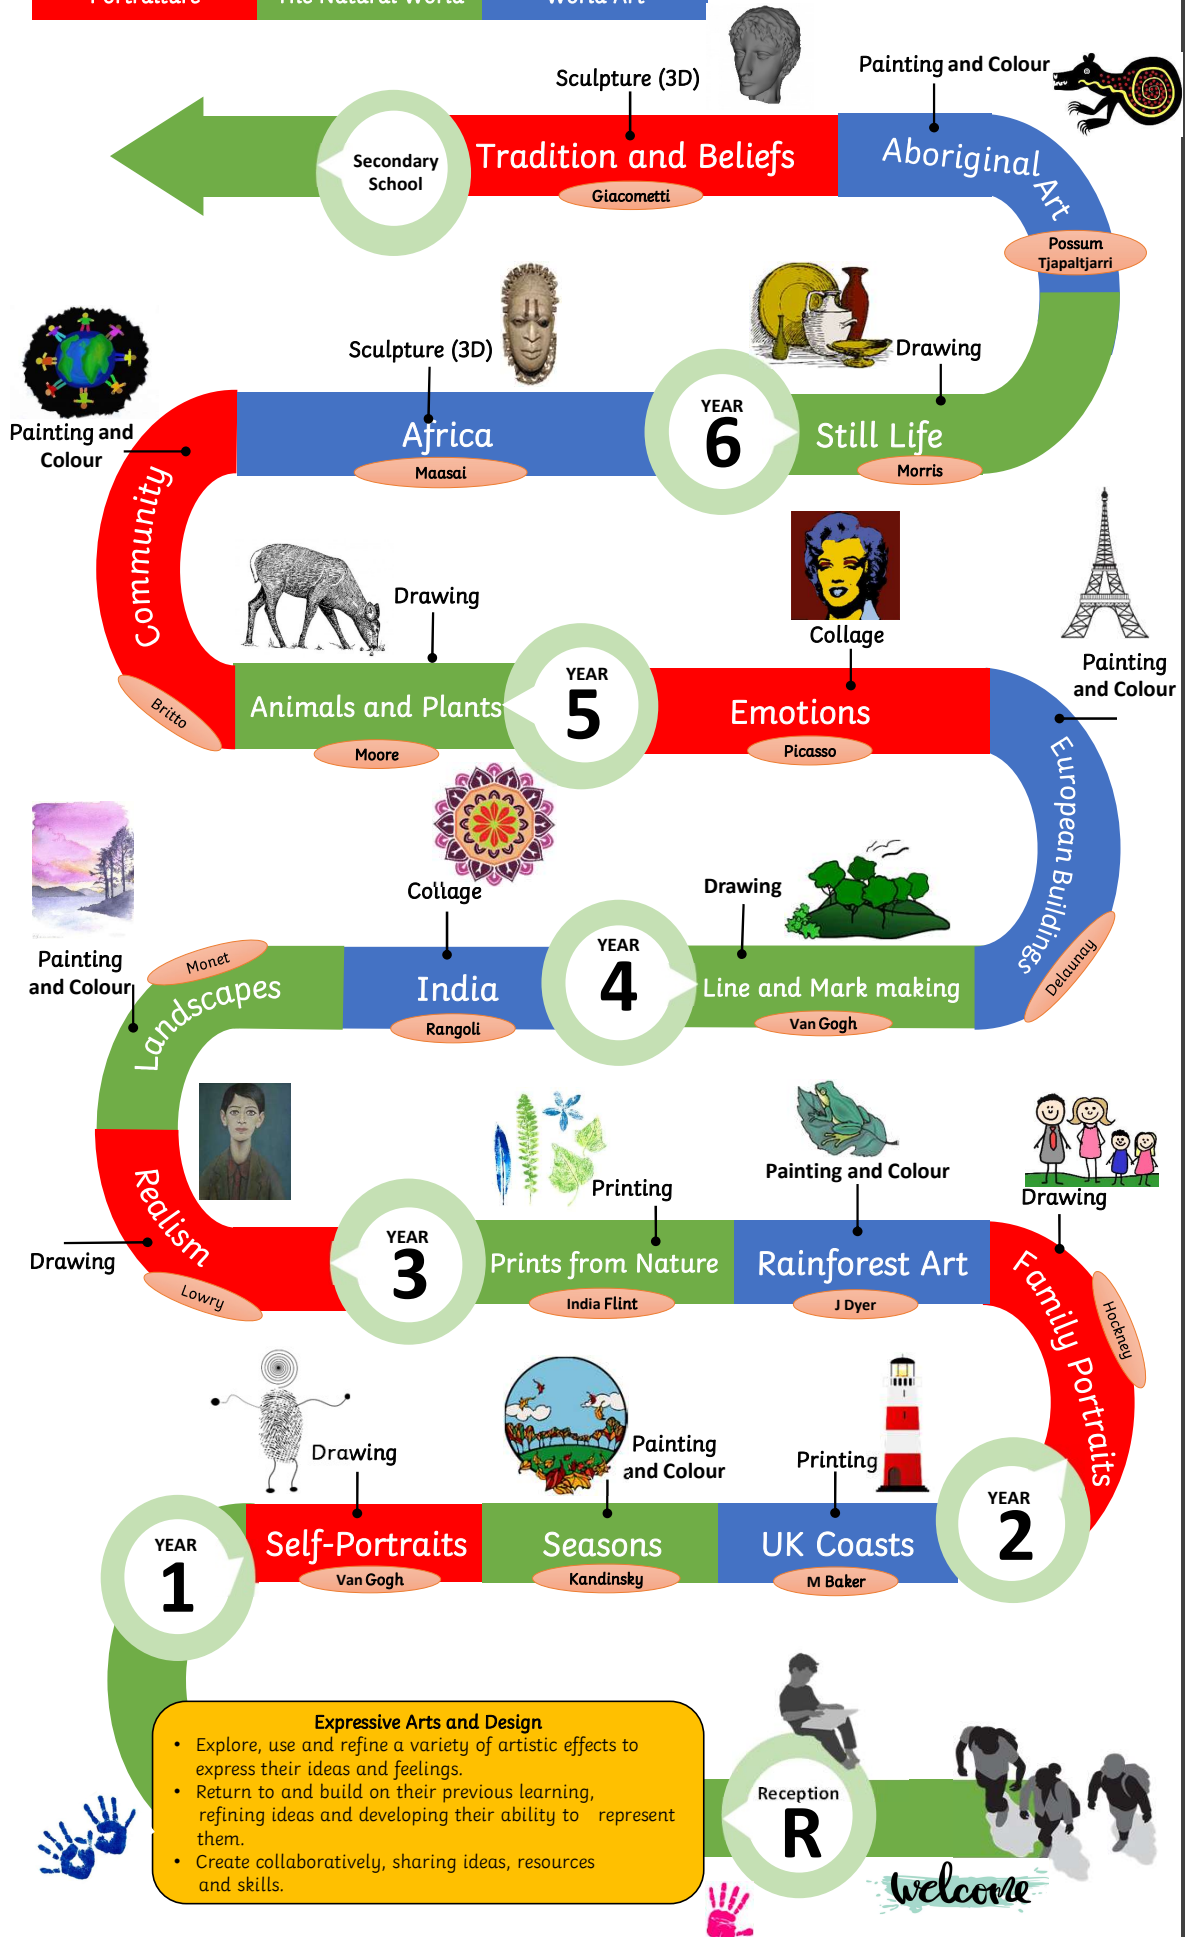 Portraiture
The Natural World
World Art
Sculpture (3D)
Painting and Colour
Secondary
School
Tradition and Beliefs
Giacometti
Aboriginal Art
Possum
Tjapaltjarri
Sculpture (3D)
Drawing
Painting and
Colour
Africa
Maasai
YEAR
6
Still Life
Morris
Community
Britto
Drawing
Collage
Painting
and Colour
Animals and Plants
Moore
YEAR
5
Emotions
Picasso
European Buildings
Delaunay
Collage
Drawing
Painting
and Colour
Monet
Landscapes
India
Rangoli
YEAR
4
Line and Mark making
Van Gogh
Realism
Drawing
Lowry
Printing
Painting and Colour
Drawing
YEAR
3
Prints from Nature
India Flint
Rainforest Art
J Dyer
Family Portraits
Hockney
Drawing
Painting
and Colour
Printing
YEAR
1
Self-Portraits
Van Gogh
Seasons
Kandinsky
UK Coasts
M Baker
YEAR
2
Expressive Arts and Design
• Explore, use and refine a variety of artistic effects to
express their ideas and feelings.
• Return to and build on their previous learning,
refining ideas and developing their ability to represent
them.
• Create collaboratively, sharing ideas, resources
and skills.
Reception
R
welcome